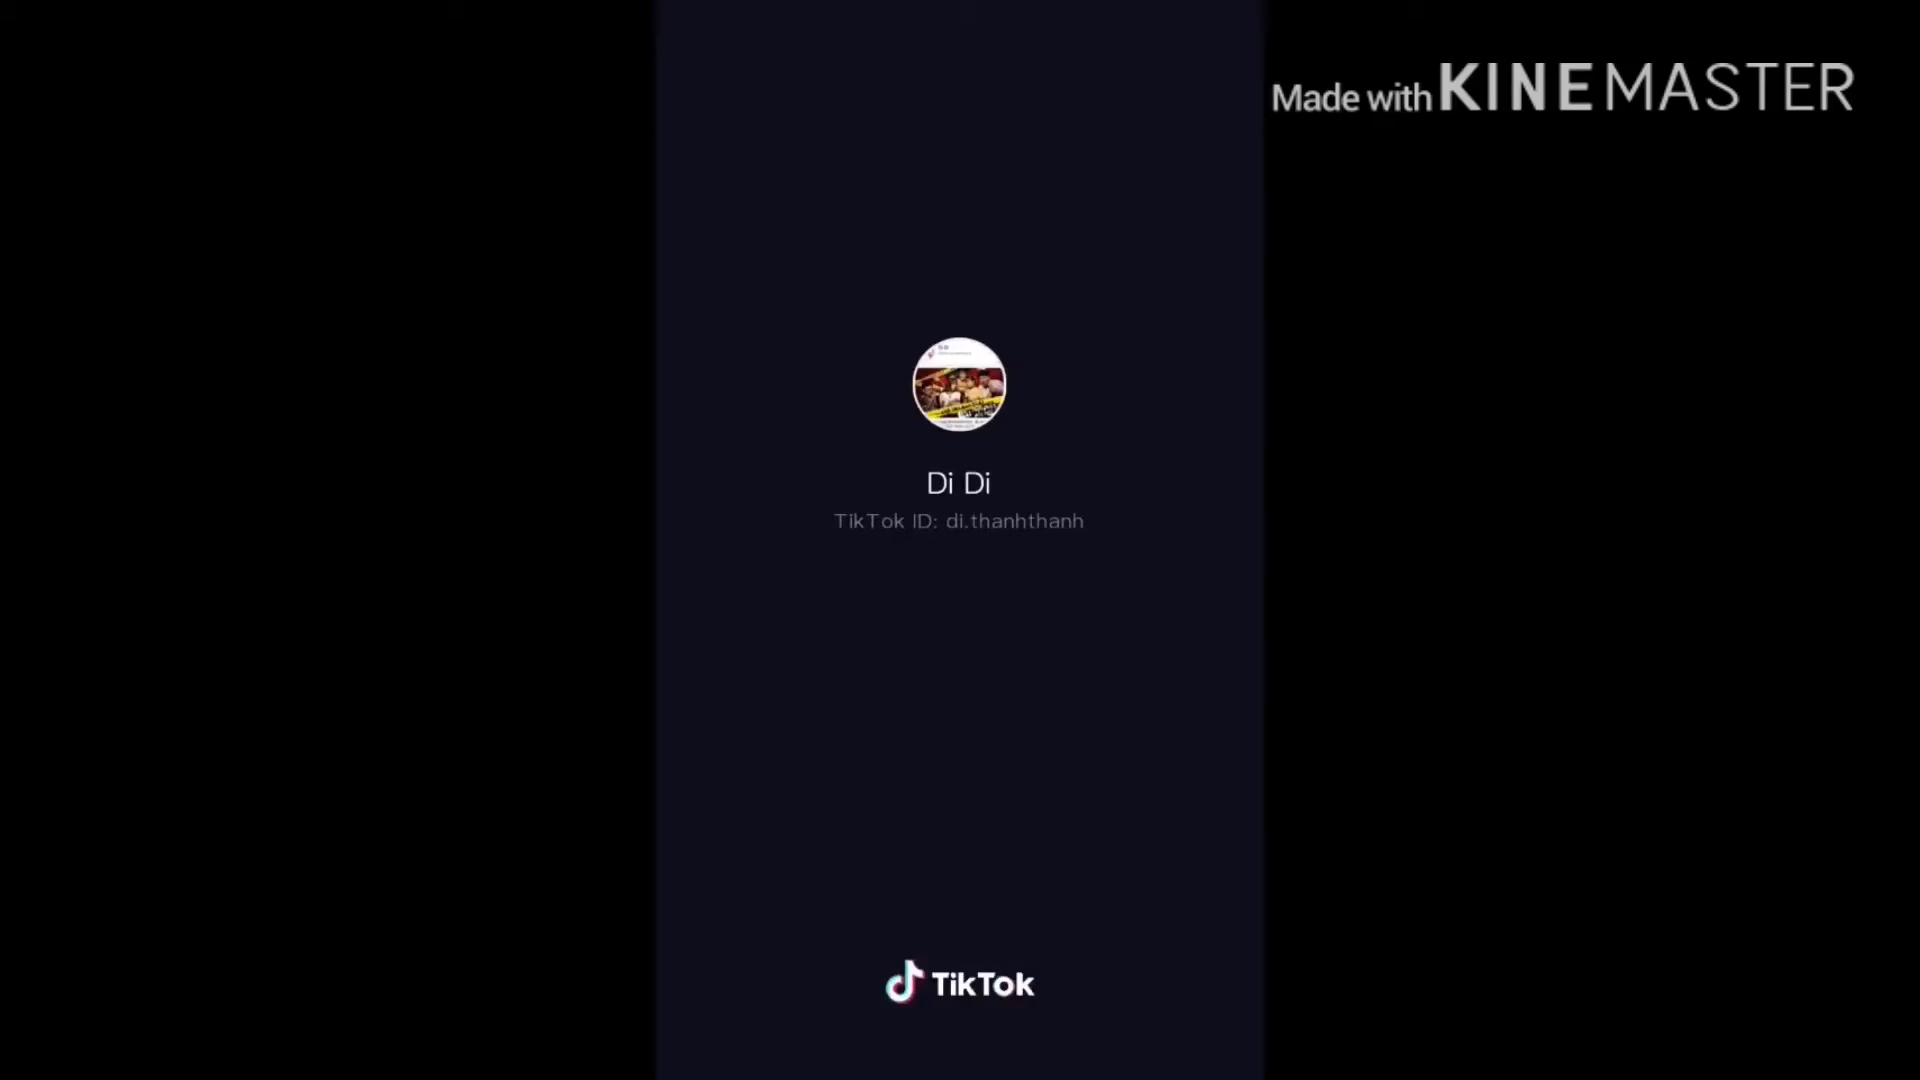 Made with KINEMASTER
Di Di
TikTok ID: di.thanhthanh
TikTok